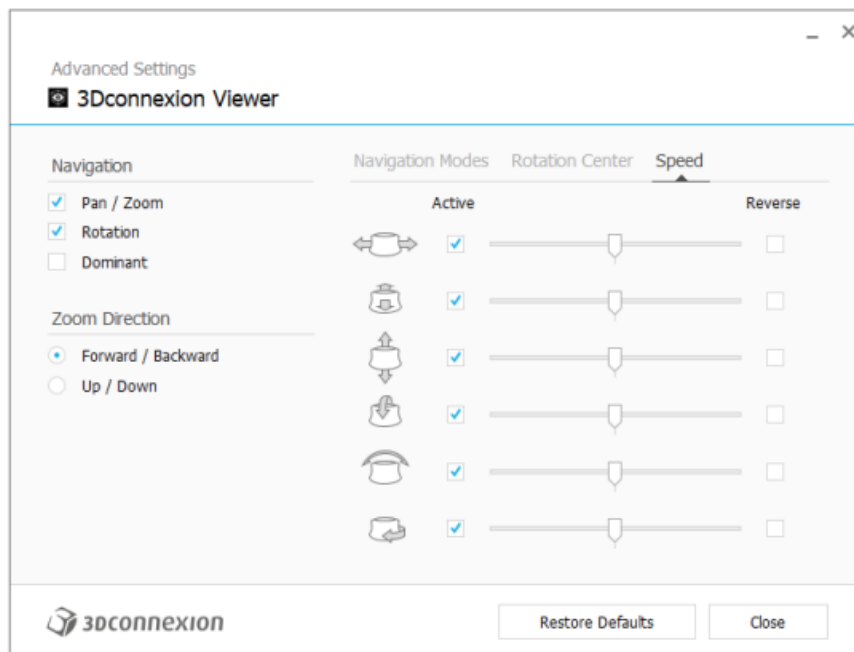 Advanced Settings
3Dconnexion Viewer
Navigation
Pan / Zoom
Rotation
Dominant
Zoom Direction
Forward / Backward
Up / Down
Navigation Modes Rotation Center Speed
Active Reverse
3Dconnexion
Restore Defaults Close